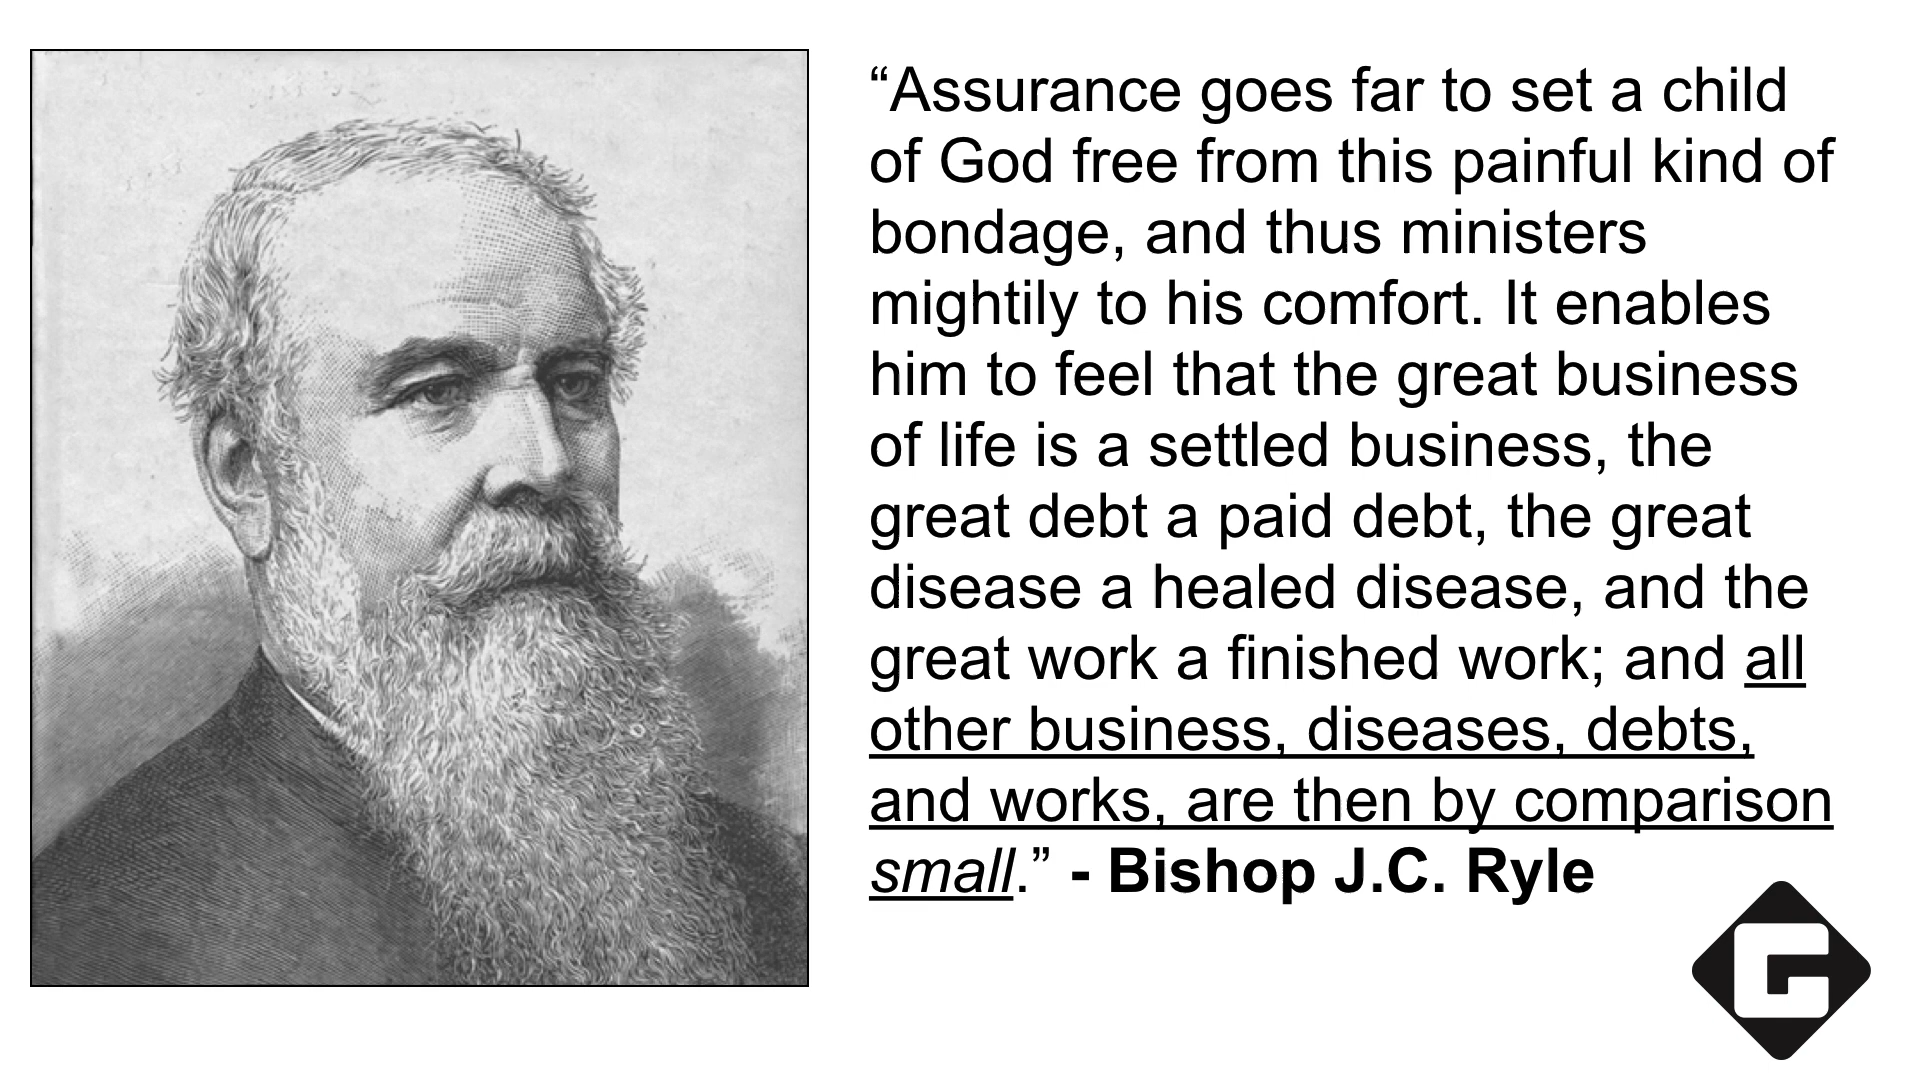 “Assurance goes far to set a child
of God free from this painful kind of
bondage, and thus ministers
mightily to his comfort. It enables
him to feel that the great business
of life is a settled business, the
great debt a paid debt, the great
disease a healed disease, and the
great work a finished work; and all
other business, diseases, debts,
and works, are then by comparison
small.” - Bishop J.C. Ryle
G